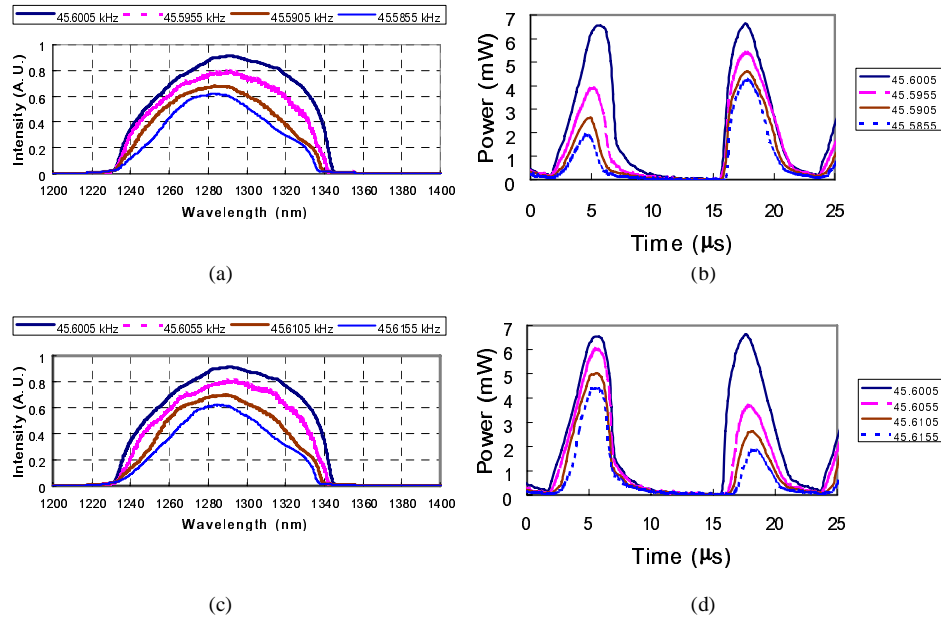 45.6005 kHz 45.5955 kHz 45.5905 kHz 45.5855 kHz
Intensity (A.U.)
1
0.8
0.6
0.4
0.2
0
1200 1220 1240 1260 1280 1300 1320 1340 1360 1380 1400
Wavelength (nm)
(a)
Power (mW)
7
6
5
4
3
2
1
0
0 5 10 15 20 25
Time (μs)
45.6005
45.5955
45.5905
45.5855
(b)
45.6005 kHz 45.6055 kHz 45.6105 kHz 45.6155 kHz
Intensity (A.U.)
1
0.8
0.6
0.4
0.2
0
1200 1220 1240 1260 1280 1300 1320 1340 1360 1380 1400
Wavelength (nm)
(c)
Power (mW)
7
6
5
4
3
2
1
0
0 5 10 15 20 25
Time (μs)
45.6005
45.6055
45.6105
45.6155
(d)